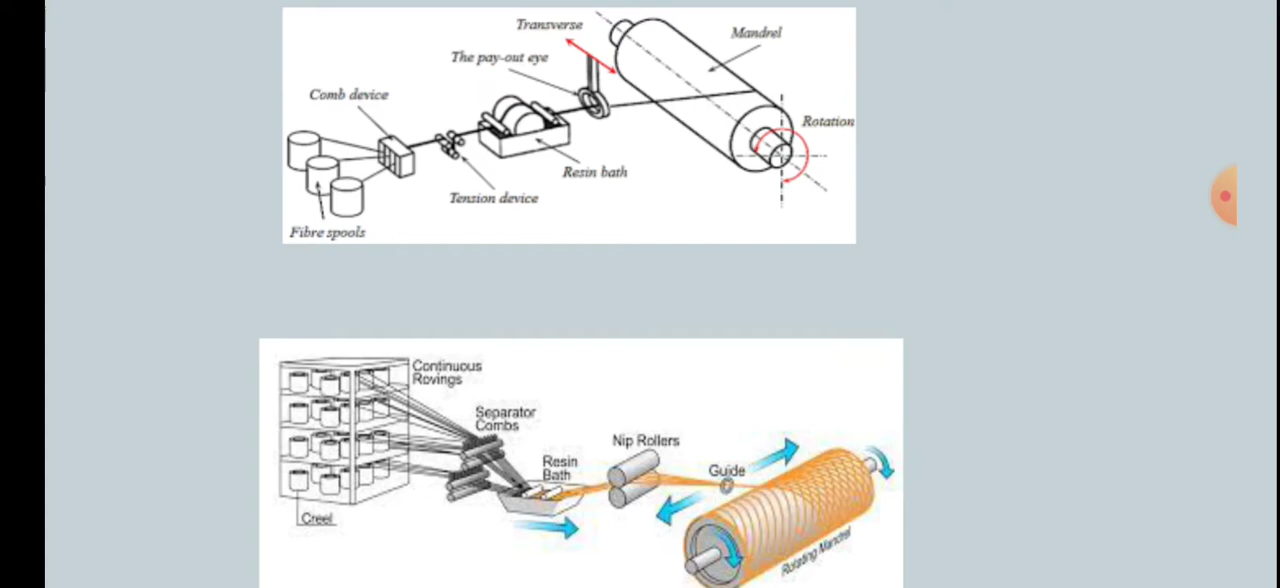 Transverse
Mandrel
The pay-out eye
Comb device
Rotation
Resin bath
Tension device
Fibre spools
Continuous
Rovings
Separator
Combs
Nip Rollers
Resin
Bath
Guide
Creel
Rotating Mandrel